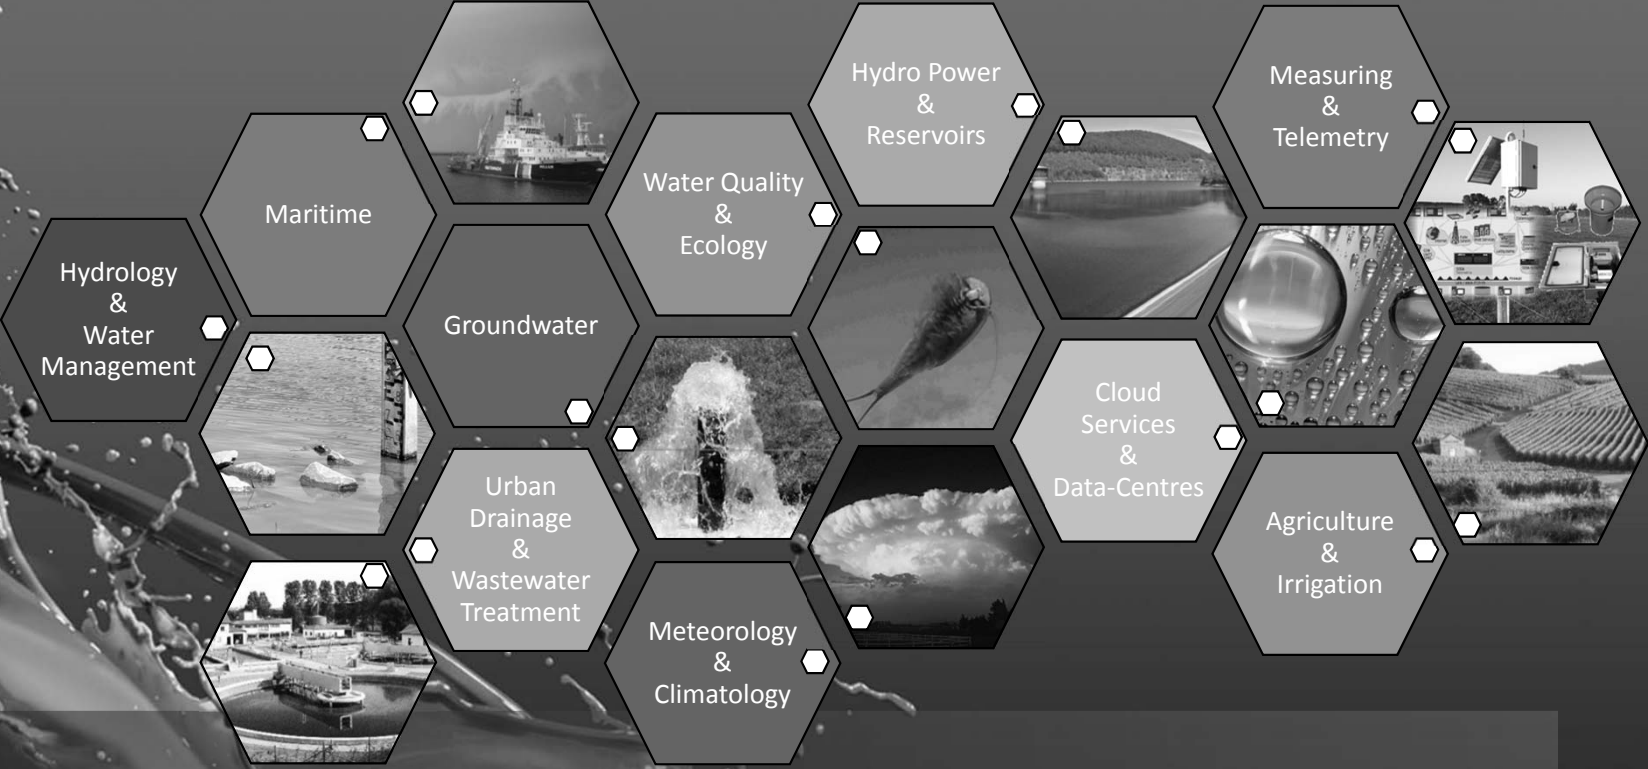 Hydrology
&
Water
Management
Maritime
Groundwater
Urban
Drainage
&
Wastewater
Treatment
Water Quality
&
Ecology
Meteorology
&
Climatology
Hydro Power
&
Reservoirs
Cloud
Services
&
Data-Centres
Measuring
&
Telemetry
Agriculture
&
Irrigation